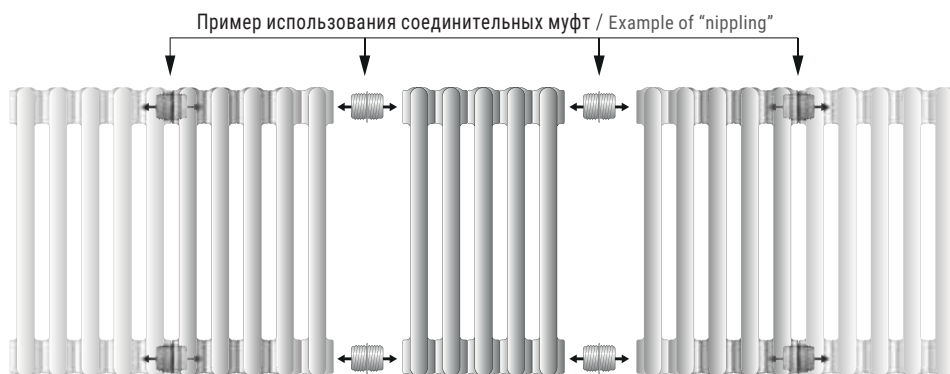 Пример использования соединительных муфт / Example of “nippling”